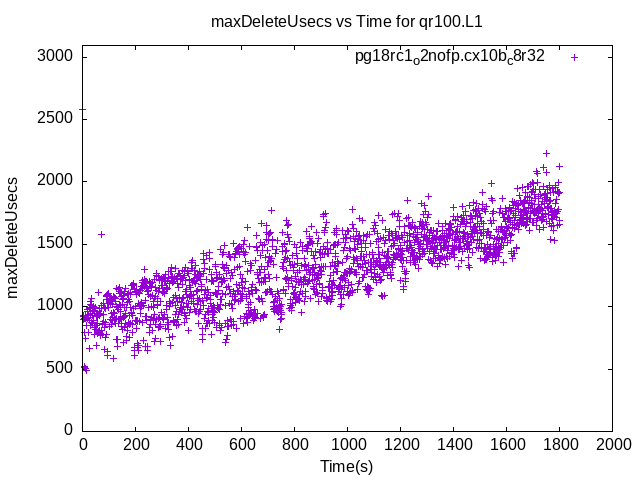 maxDeleteUsecs vs Time for qr100.L1
pg18rc1o2nofp.cx10bc8r32
3000
2500
2000
1500
1000
500
0
maxDeleteUsecs
0 200 400 600 800 1000 1200 1400 1600 1800 2000
Time(s)